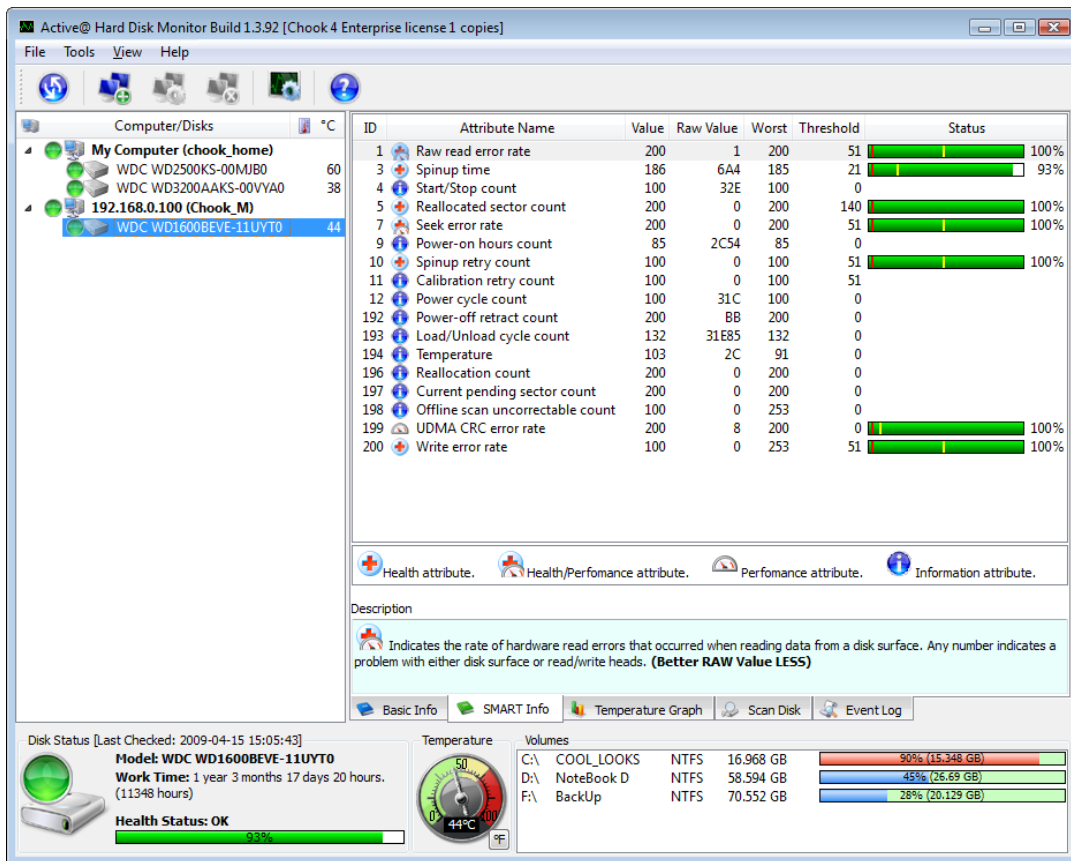 Active@ Hard Disk Monitor Build 1.3.92 [Chook 4 Enterprise license 1 copies]
File Tools View Help
Computer/Disks °C
My Computer (chook_home)
WDC WD2500KS-00MJB0 60
WDC WD3200AAKS-00VYA0 38
192.168.0.100 (Chook_M)
WDC WD1600BEVE-11UYT0 44
ID Attribute Name Value Raw Value Worst Threshold Status
1 Raw read error rate 200 1 200 51 100%
3 Spinup time 186 6A4 185 21 93%
4 Start/Stop count 100 32E 100 0
5 Reallocated sector count 200 0 200 140 100%
7 Seek error rate 200 0 200 51 100%
9 Power-on hours count 85 2C54 85 0
10 Spinup retry count 100 0 100 51 100%
11 Calibration retry count 100 0 100 51
12 Power cycle count 100 31C 100 0
192 Power-off retract count 200 BB 200 0
193 Load/Unload cycle count 132 31E85 132 0
194 Temperature 103 2C 91 0
196 Reallocation count 200 0 200 0
197 Current pending sector count 200 0 200 0
198 Offline scan uncorrectable count 100 0 253 0
199 UDMA CRC error rate 200 8 200 0 100%
200 Write error rate 100 0 253 51 100%
Health attribute. Health/Perfomance attribute. Perfomance attribute. Information attribute.
Description
Indicates the rate of hardware read errors that occurred when reading data from a disk surface. Any number indicates a
problem with either disk surface or read/write heads. (Better RAW Value LESS)
Basic Info SMART Info Temperature Graph Scan Disk Event Log
Disk Status [Last Checked: 2009-04-15 15:05:43]
Model: WDC WD1600BEVE-11UYT0
Work Time: 1 year 3 months 17 days 20 hours.
(11348 hours)
Health Status: OK
93%
Temperature
50
0 100
44°C
°F
Volumes
C:\ COOL_LOOKS NTFS 16.968 GB 90% (15.348 GB)
D:\ NoteBook D NTFS 58.594 GB 45% (26.69 GB)
F:\ BackUp NTFS 70.552 GB 28% (20.129 GB)